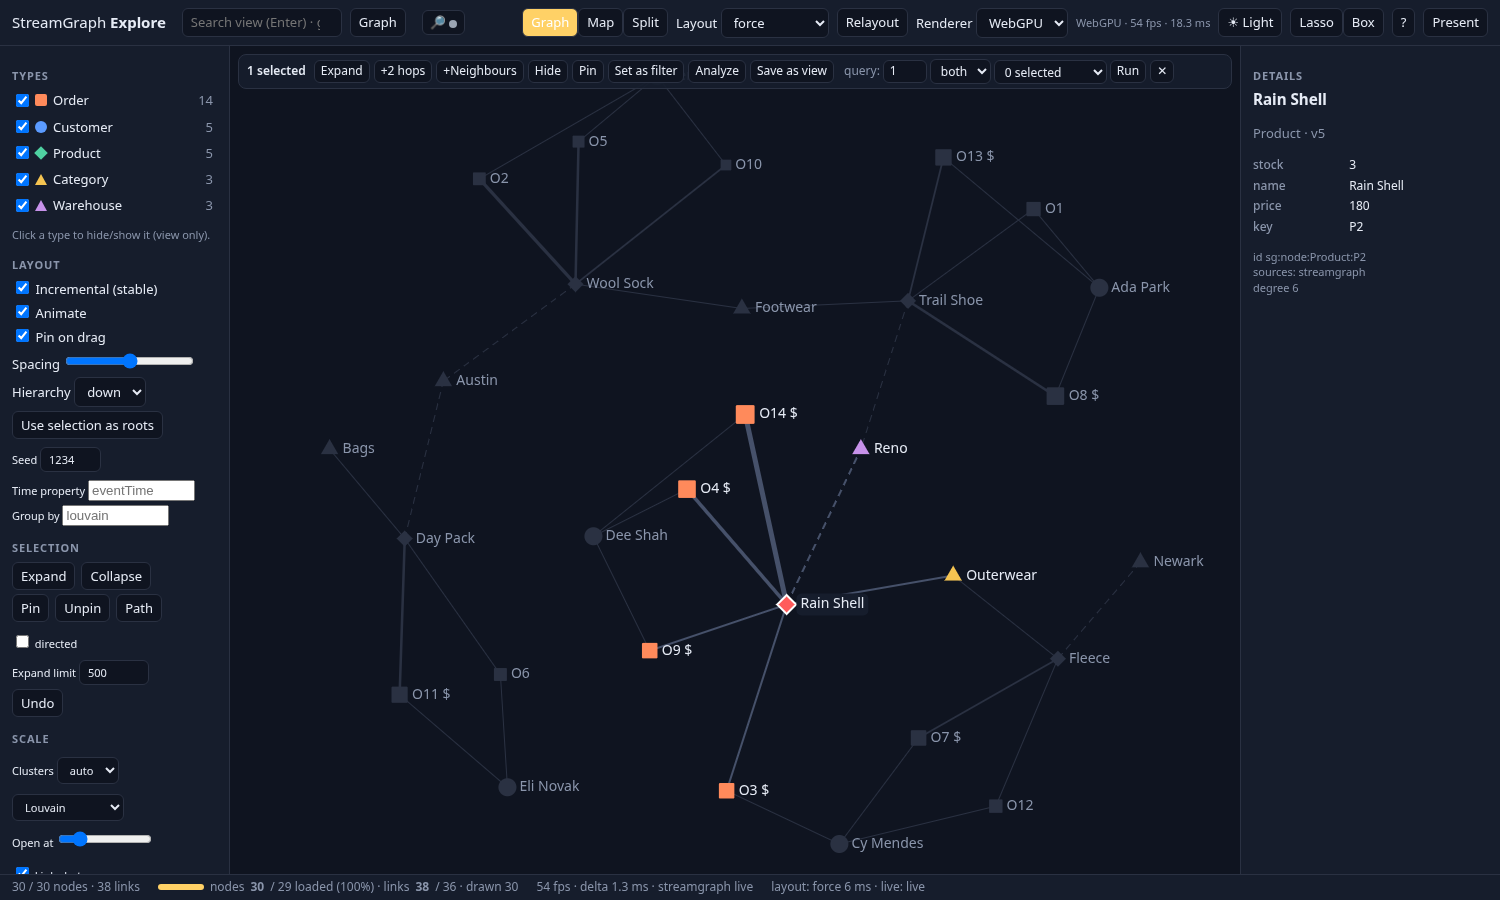 StreamGraph Explore
Search view (Enter) ·
Graph
Graph Map Split
Layout force
Relayout
Renderer WebGPU
WebGPU · 54 fps · 18.3 ms
☀ Light
Lasso Box
?
Present
TYPES
Order 14
Customer 5
Product 5
Category 3
Warehouse 3
Click a type to hide/show it (view only).
LAYOUT
Incremental (stable)
Animate
Pin on drag
Spacing
Hierarchy down
Use selection as roots
Seed 1234
Time property eventTime
Group by louvain
SELECTION
Expand Collapse
Pin Unpin Path
directed
Expand limit 500
Undo
SCALE
Clusters auto
Louvain
Open at
1 selected Expand +2 hops +Neighbours Hide Pin Set as filter Analyze Save as view query: 1 both 0 selected Run ✕
O5
O13 $
O10
O2
O1
Wool Sock
Ada Park
Trail Shoe
Footwear
Austin
O8 $
O14 $
Bags
Reno
O4 $
Dee Shah
Day Pack
Newark
Outerwear
Rain Shell
O9 $
Fleece
O6
O11 $
O7 $
Eli Novak
O3 $
O12
Cy Mendes
DETAILS
Rain Shell
Product · v5
stock 3
name Rain Shell
price 180
key P2
id sg:node:Product:P2
sources: streamgraph
degree 6
30 / 30 nodes · 38 links
nodes 30 / 29 loaded (100%) · links 38 / 36 · drawn 30
54 fps · delta 1.3 ms · streamgraph live
layout: force 6 ms · live: live